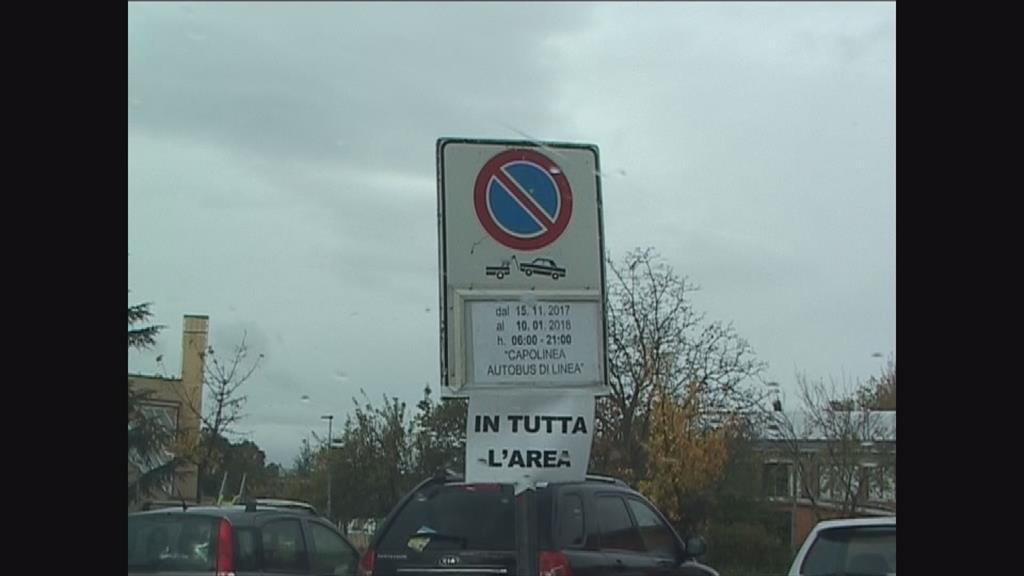 dal 15.11.2017
al 10.01.2018
h. 06:00 - 21:00
"CAPOLINEA
AUTOBUS DI LINEA"
IN TUTTA
L'AREA
KIA